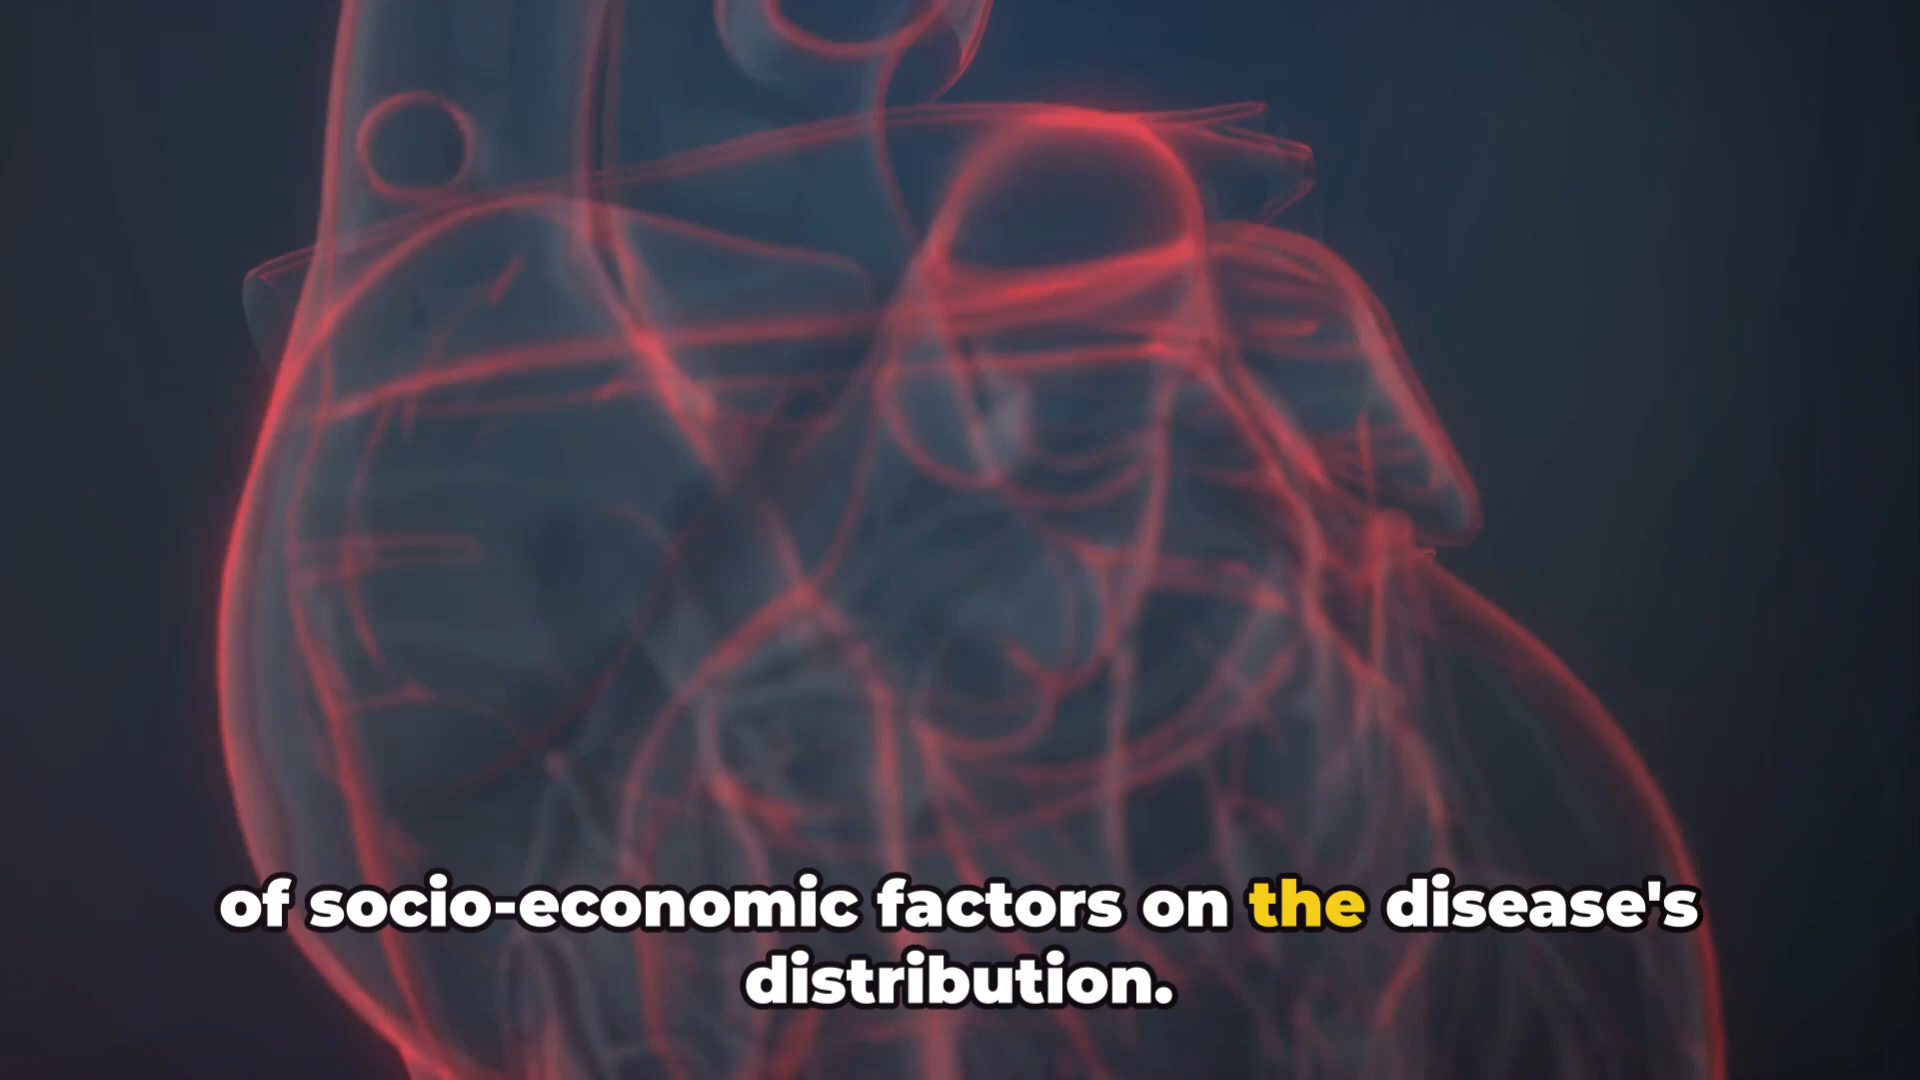 of socio-economic factors on the disease's
distribution.